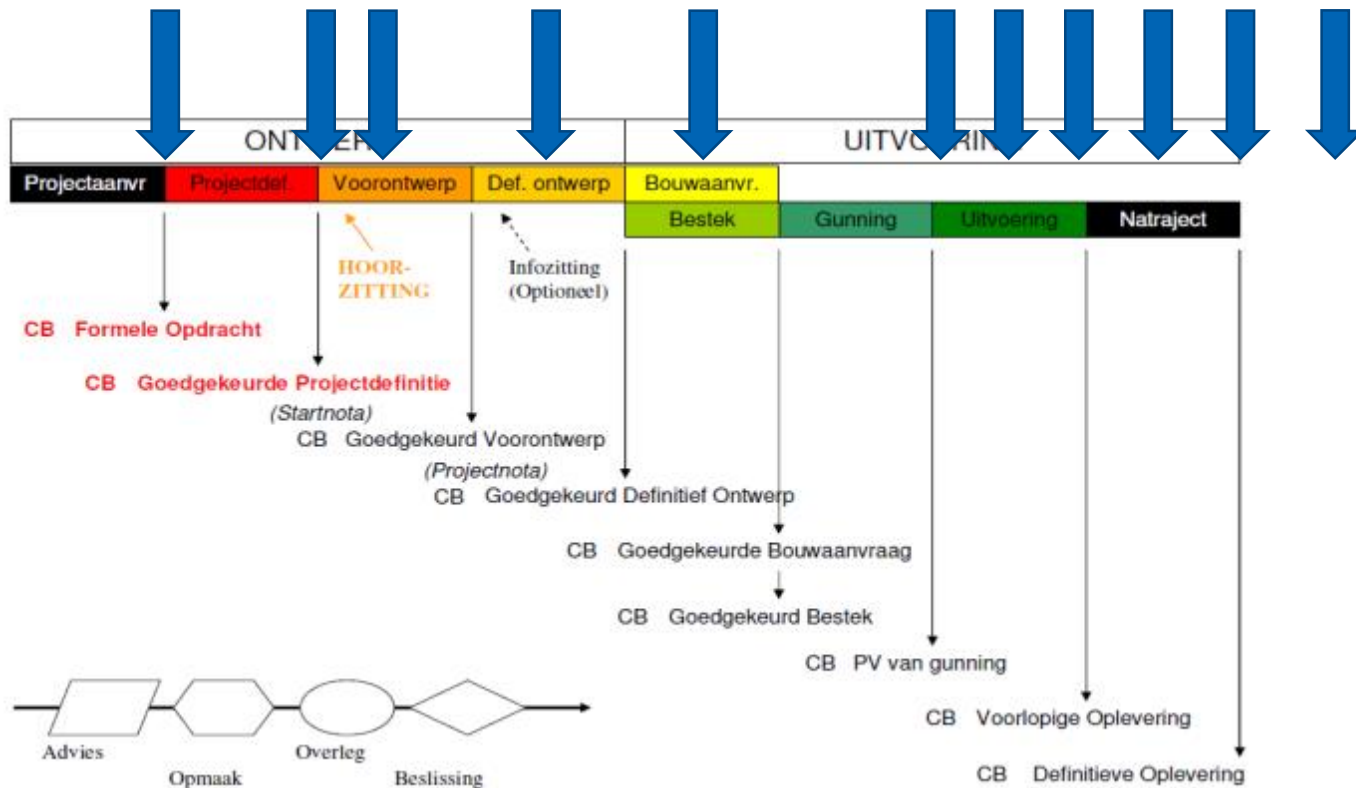 ONTWERP UITVOERING
Projectaanvr Projectdef. Voorontwerp Def. ontwerp Bouwaanvr.
Bestek Gunning Uitvoering Natraject
HOOR-
ZITTING
Infozitting
(Optioneel)
CB Formele Opdracht
CB Goedgekeurde Projectdefinitie
(Startnota)
CB Goedgekeurd Voorontwerp
(Projectnota)
CB Goedgekeurd Definitief Ontwerp
CB Goedgekeurde Bouwaanvraag
CB Goedgekeurd Bestek
CB PV van gunning
CB Voorlopige Oplevering
CB Definitieve Oplevering
Advies
Opmaak
Overleg
Beslissing